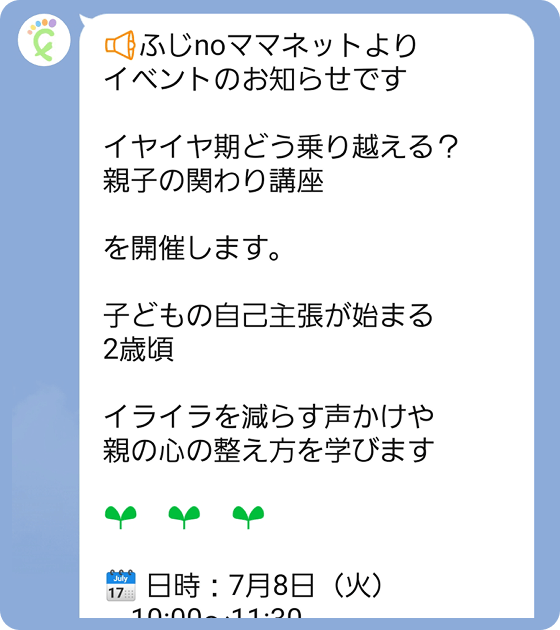 ふじnoママネットより
イベントのお知らせです
イヤイヤ期どう乗り越える？
親子の関わり講座
を開催します。
子どもの自己主張が始まる
2歳頃
イライラを減らす声かけや
親の心の整え方を学びます
July
17
日時：7月8日（火）
10:00～11:30